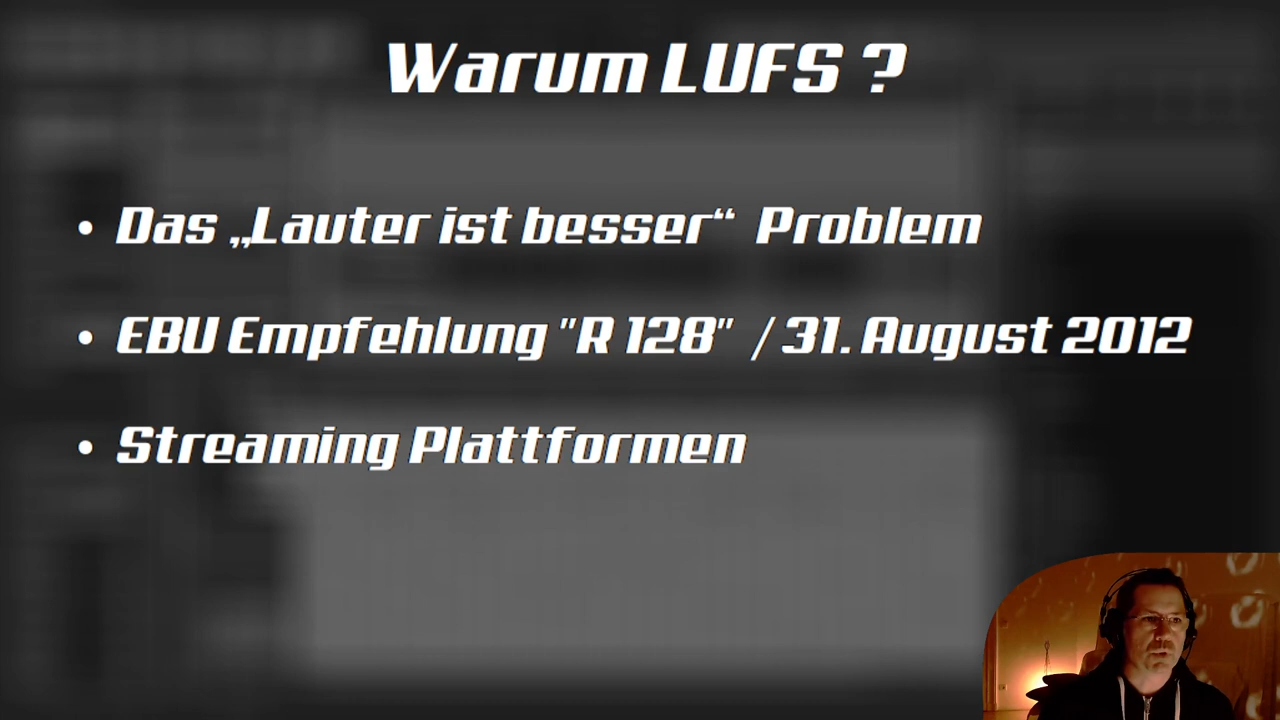 Warum LUFS ?
• Das „Lauter ist besser“ Problem
• EBU Empfehlung "R 128" / 31. August 2012
• Streaming Plattformen